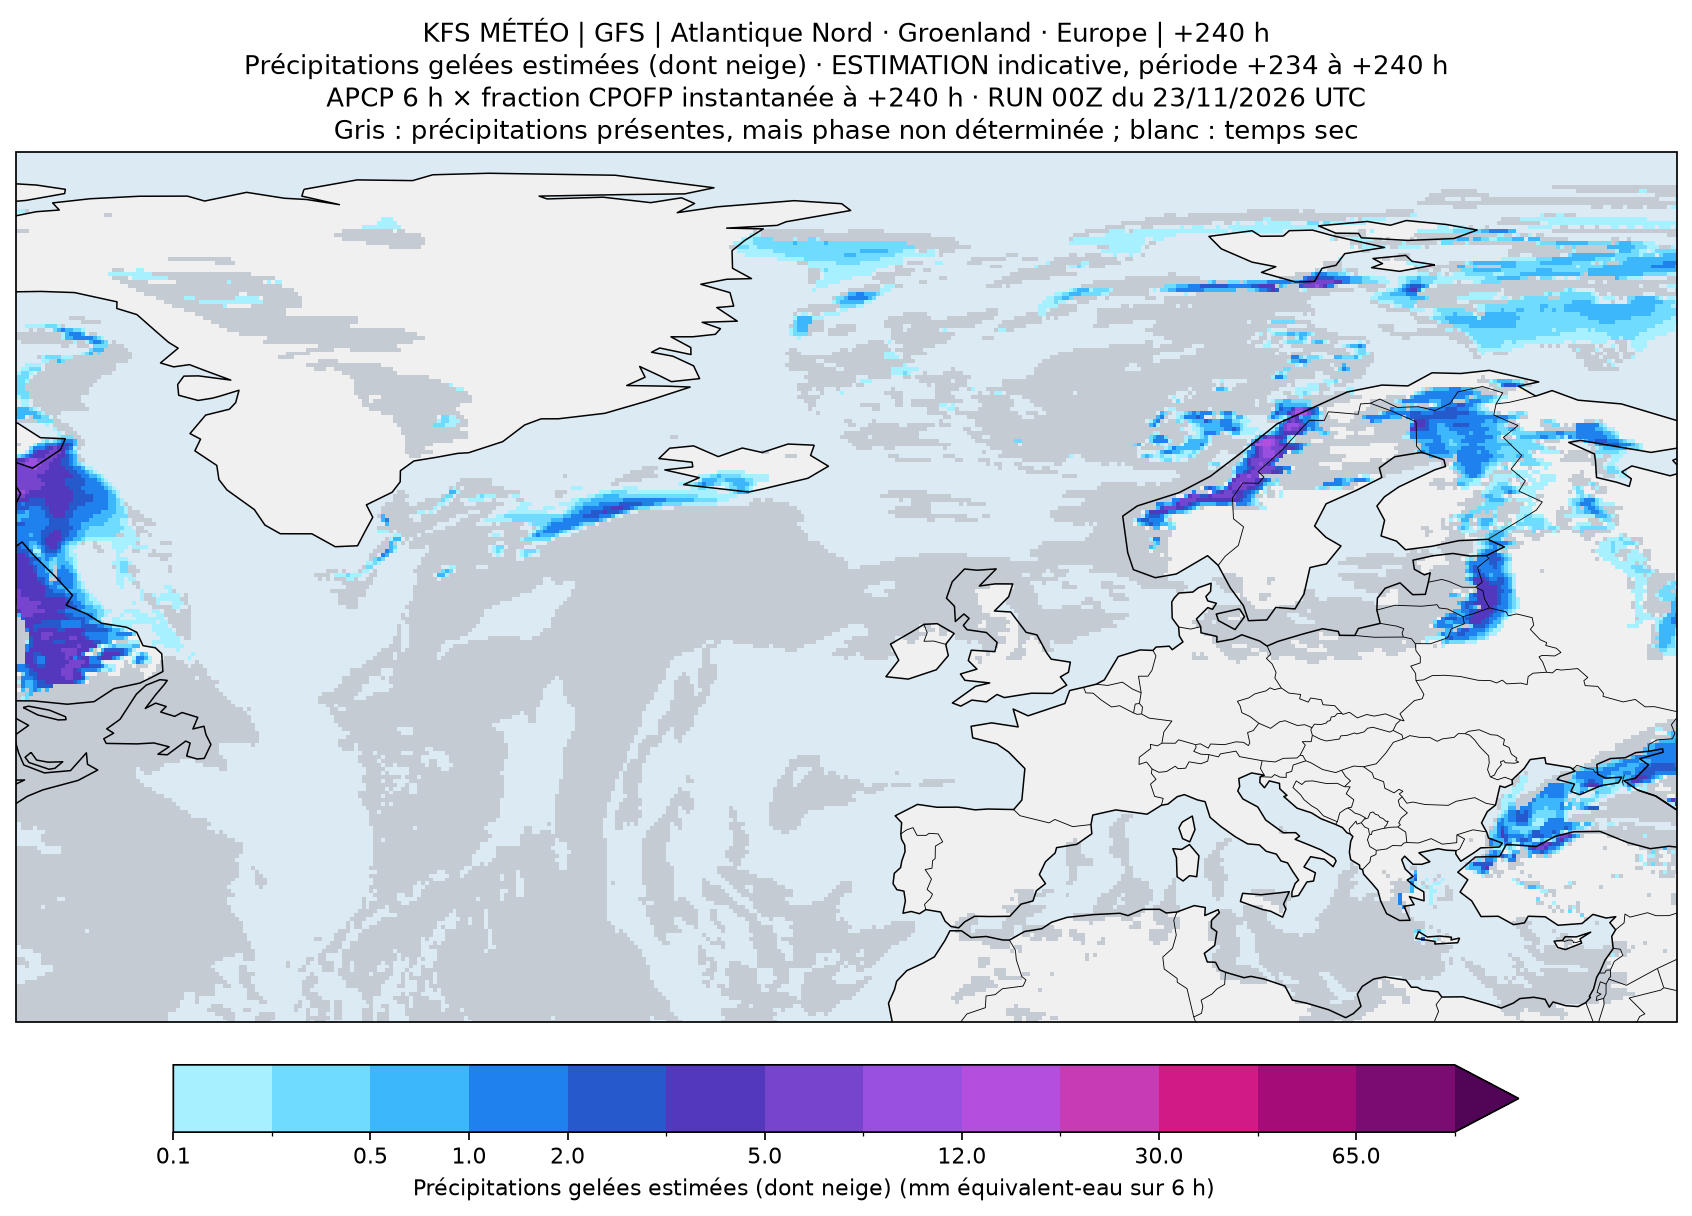 KFS MÉTÉO | GFS | Atlantique Nord · Groenland · Europe | +240 h
Précipitations gelées estimées (dont neige) · ESTIMATION indicative, période +234 à +240 h
APCP 6 h × fraction CPOFP instantanée à +240 h · RUN 00Z du 23/11/2026 UTC
Gris : précipitations présentes, mais phase non déterminée ; blanc : temps sec
0.1 0.5 1.0 2.0 5.0 12.0 30.0 65.0
Précipitations gelées estimées (dont neige) (mm équivalent-eau sur 6 h)